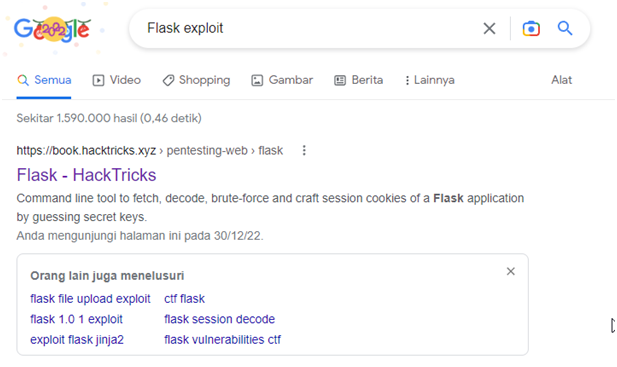 Google
2022
Flask exploit
Semua Video Shopping Gambar Berita Lainnya Alat
Sekitar 1.590.000 hasil (0,46 detik)
https://book.hacktricks.xyz › pentesting-web › flask
Flask - HackTricks
Command line tool to fetch, decode, brute-force and craft session cookies of a Flask application
by guessing secret keys.
Anda mengunjungi halaman ini pada 30/12/22.
Orang lain juga menelusuri
flask file upload exploit ctf flask
flask 1.0 1 exploit flask session decode
exploit flask jinja2 flask vulnerabilities ctf